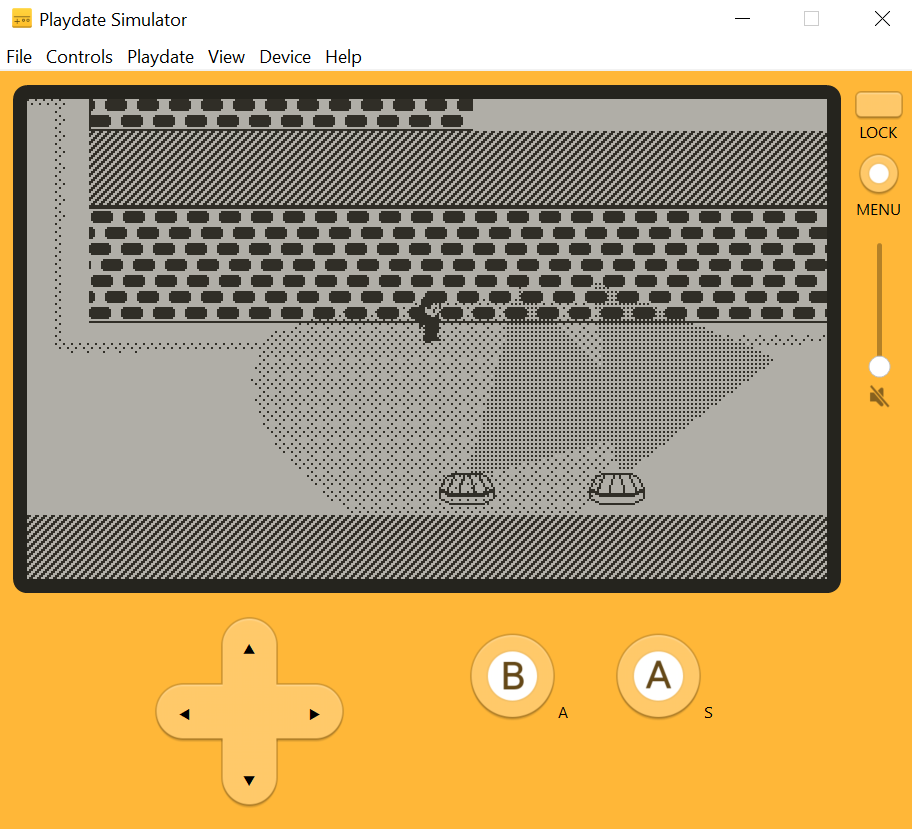 Playdate Simulator
File Controls Playdate View Device Help
LOCK
MENU
B
A
A
S